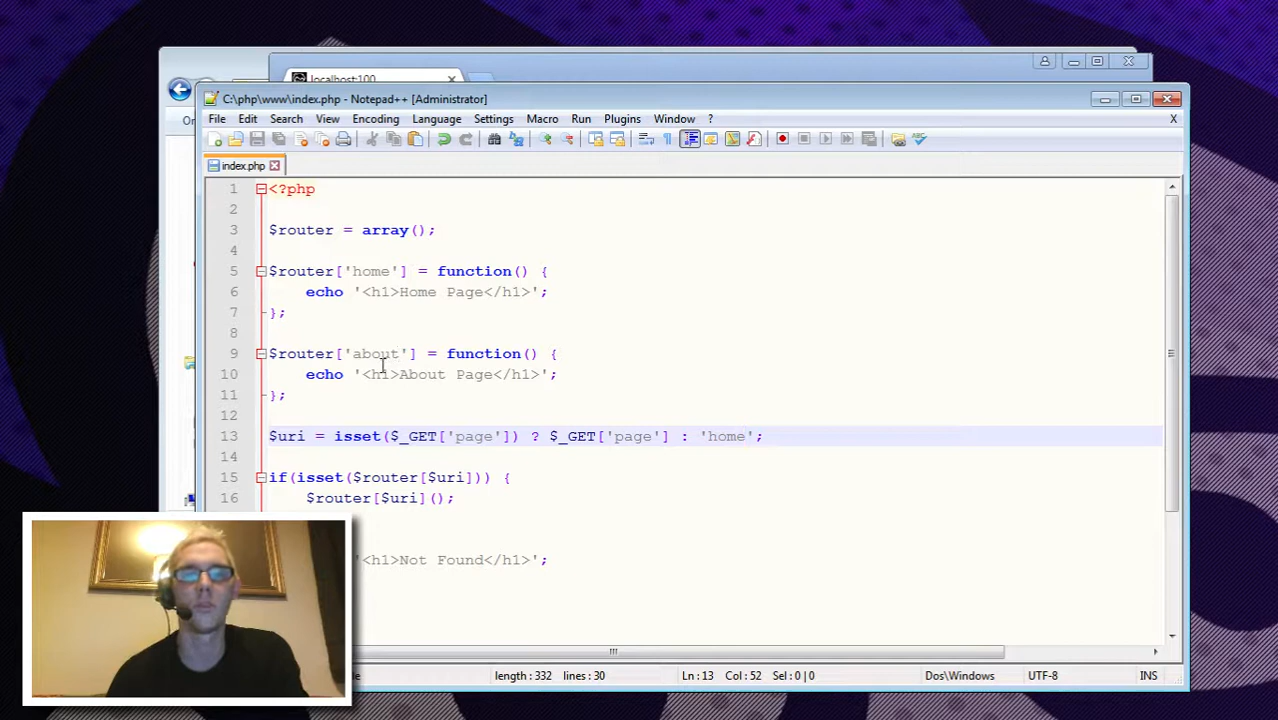 localhost:100
C:\php\www\index.php - Notepad++ [Administrator]
File Edit Search View Encoding Language Settings Macro Run Plugins Window ? X
index.php
1 <?php
2
3 $router = array();
4
5 $router['home'] = function() {
6 echo '<h1>Home Page</h1>';
7 };
8
9 $router['about'] = function() {
10 echo '<h1>About Page</h1>';
11 };
12
13 $uri = isset($_GET['page']) ? $_GET['page'] : 'home';
14
15 if(isset($router[$uri])) {
16 $router[$uri]();
'<h1>Not Found</h1>';
length : 332 lines : 30 Ln : 13 Col : 52 Sel : 0 | 0 Dos\Windows UTF-8 INS